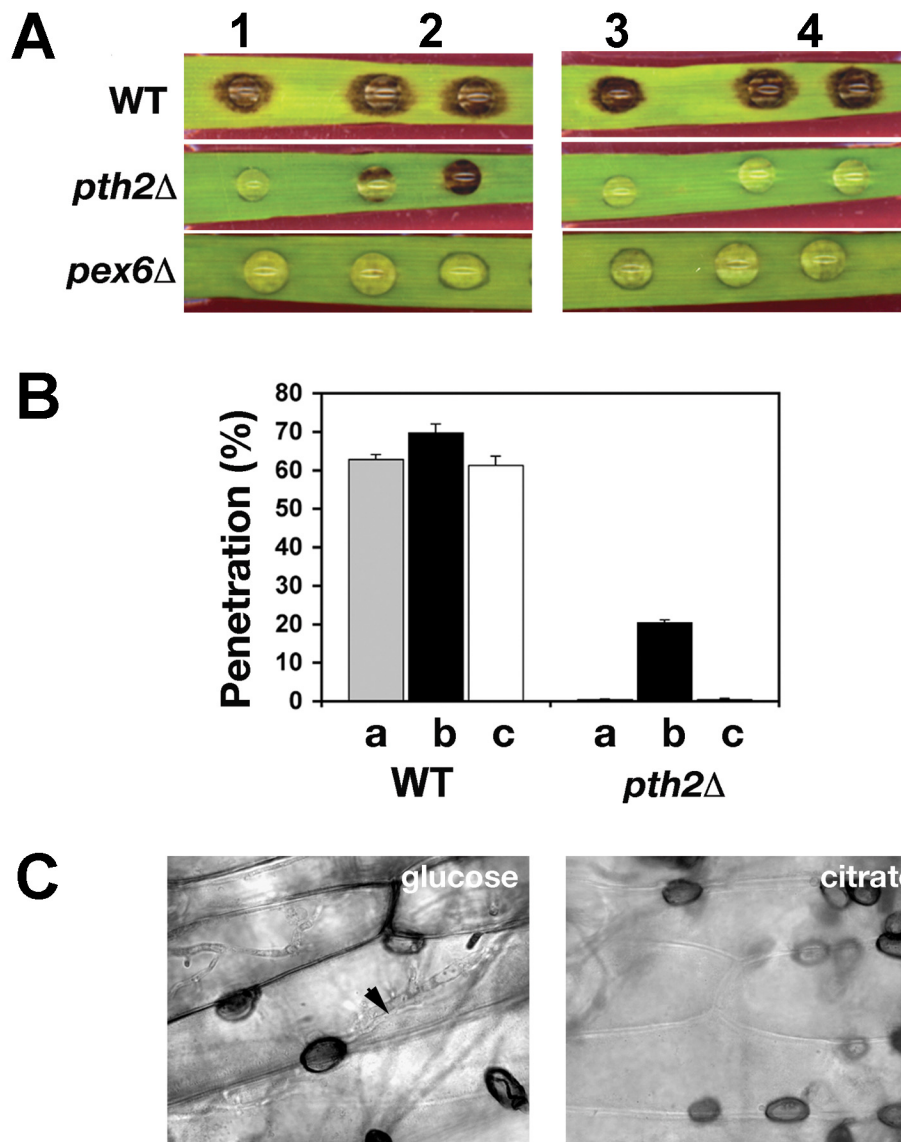 A
1 2 3 4
WT
pth2Δ
pex6Δ
B
Penetration (%)
80
70
60
50
40
30
20
10
0
a b c a b c
WT pth2Δ
C
glucose
citrate